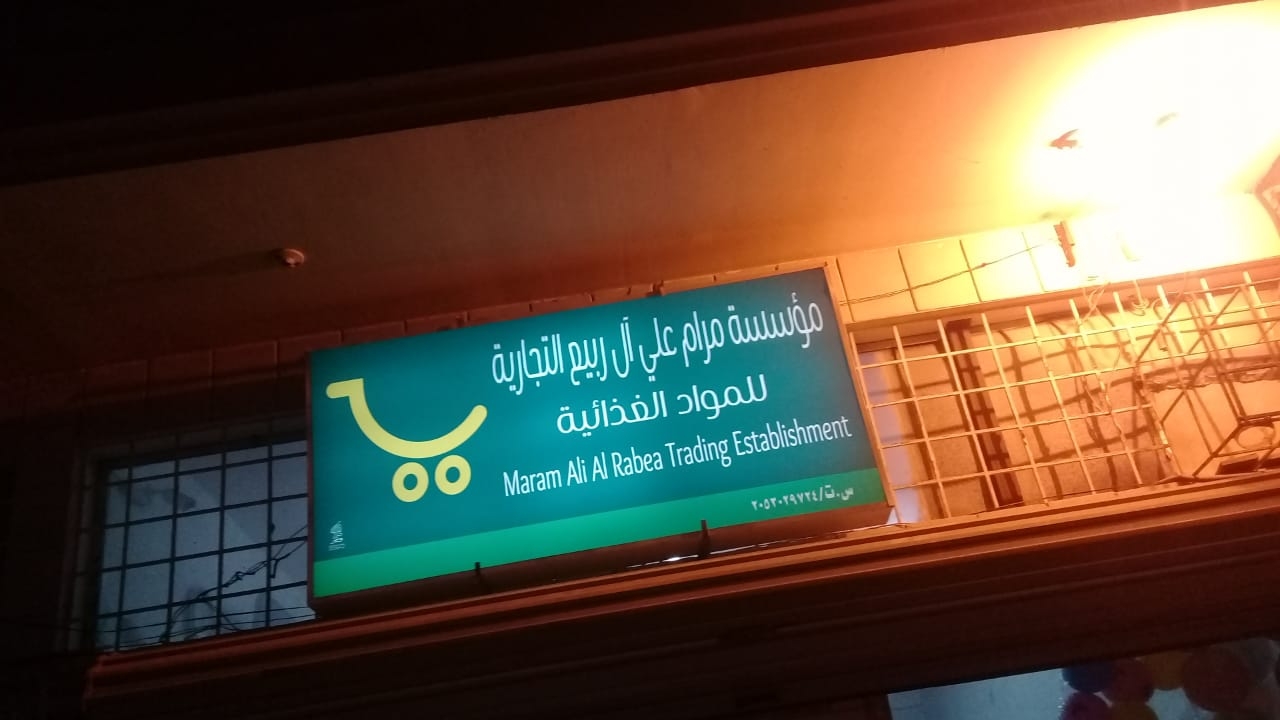 مؤسسة مرام علي آل ربيع التجارية
للمواد الغذائية
Maram Ali Al Rabea Trading Establishment
س.ت/٢٠٥٣٠٢٩٧٢٤